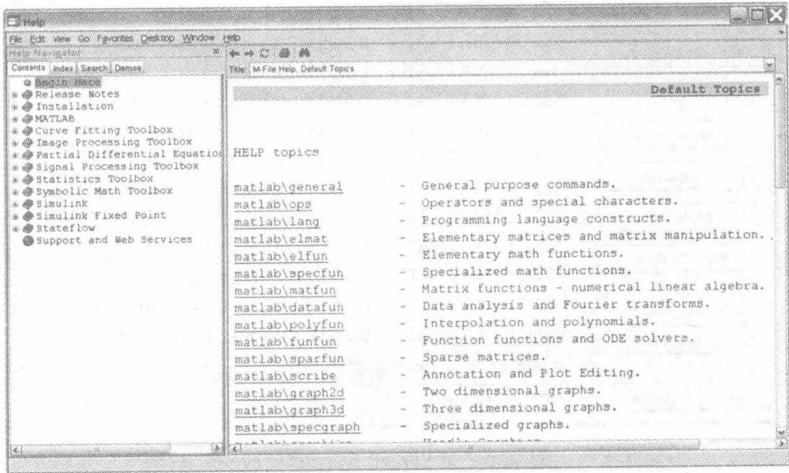 Help
File Edit View Go Favorites Desktop Window Help
Help Navigator
Contents Index Search Demos
Title: M-File Help. Default Topics
Begin Here
Release Notes
Installation
MATLAB
Curve Fitting Toolbox
Image Processing Toolbox
Partial Differential Equation
Signal Processing Toolbox
Statistics Toolbox
Symbolic Math Toolbox
Simulink
Simulink Fixed Point
Stateflow
Support and Web Services
Default Topics
HELP topics
matlab\general - General purpose commands.
matlab\ops - Operators and special characters.
matlab\lang - Programming language constructs.
matlab\elmat - Elementary matrices and matrix manipulation.
matlab\elfun - Elementary math functions.
matlab\specfun - Specialized math functions.
matlab\matfun - Matrix functions - numerical linear algebra.
matlab\datafun - Data analysis and Fourier transforms.
matlab\polyfun - Interpolation and polynomials.
matlab\funfun - Function functions and ODE solvers.
matlab\sparfun - Sparse matrices.
matlab\scribe - Annotation and Plot Editing.
matlab\graph2d - Two dimensional graphs.
matlab\graph3d - Three dimensional graphs.
matlab\specgraph - Specialized graphs.